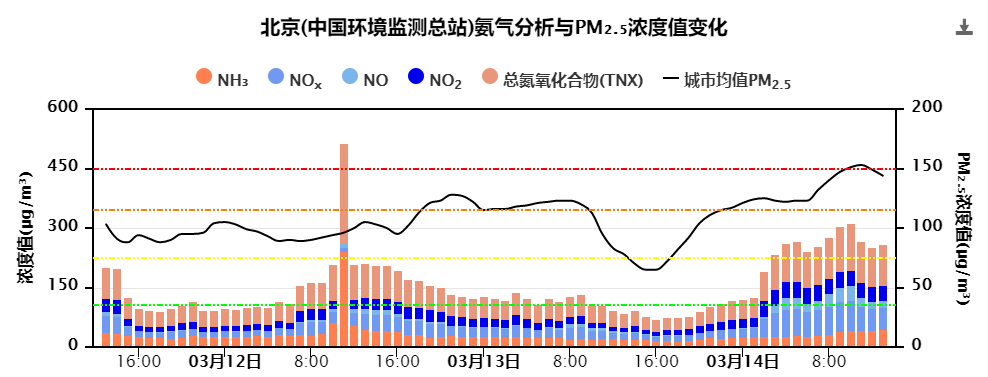 北京(中国环境监测总站)氨气分析与PM₂.₅浓度值变化
NH₃ NOₓ NO NO₂ 总氮氧化合物(TNX) 城市均值PM₂.₅
600 200
450 150
300 100
150 50
0 0
浓度值(μg/m³)
PM₂.₅浓度值(μg/m³)
16:00 03月12日 8:00 16:00 03月13日 8:00 16:00 03月14日 8:00